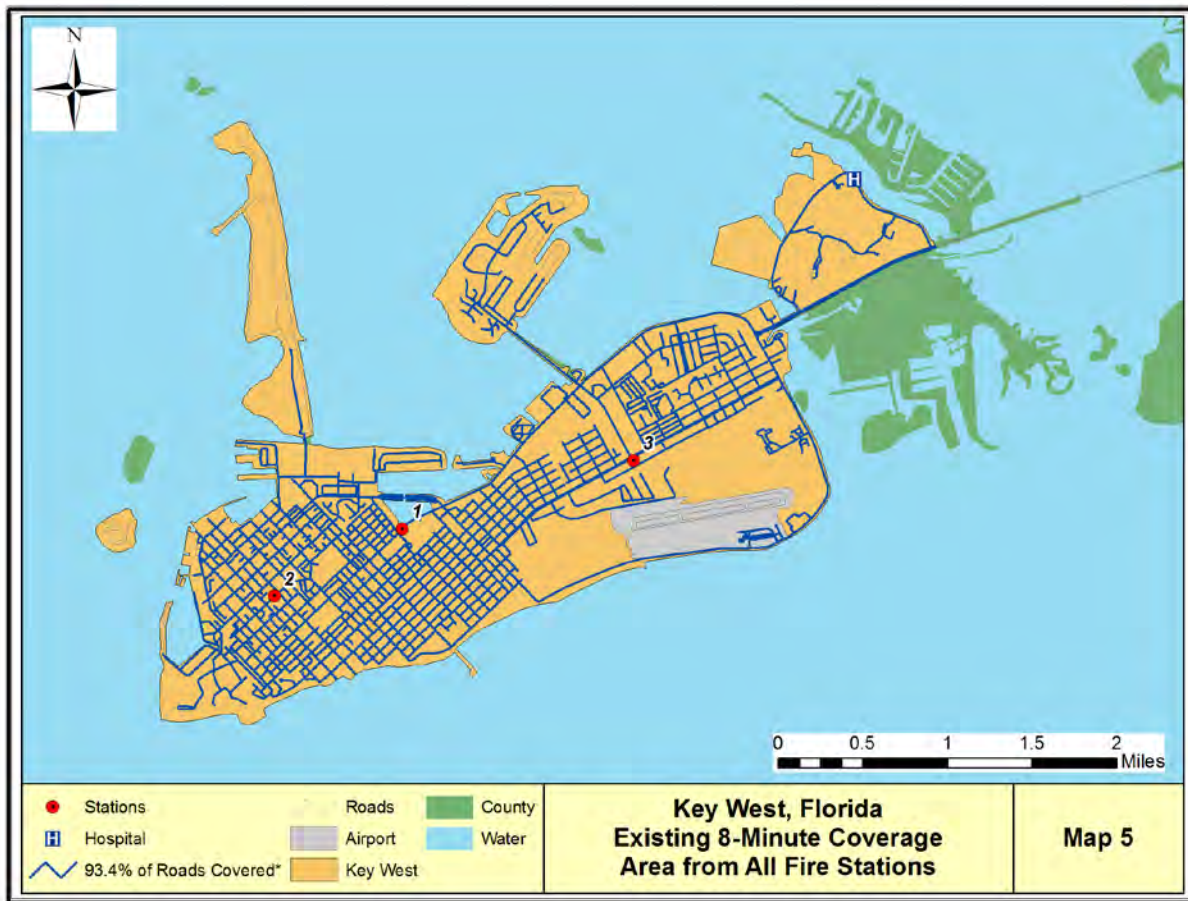 N
H
3
1
2
0 0.5 1 1.5 2
Miles
Stations
Roads
County
H Hospital
Airport
Water
93.4% of Roads Covered*
Key West
Key West, Florida
Existing 8-Minute Coverage
Area from All Fire Stations
Map 5